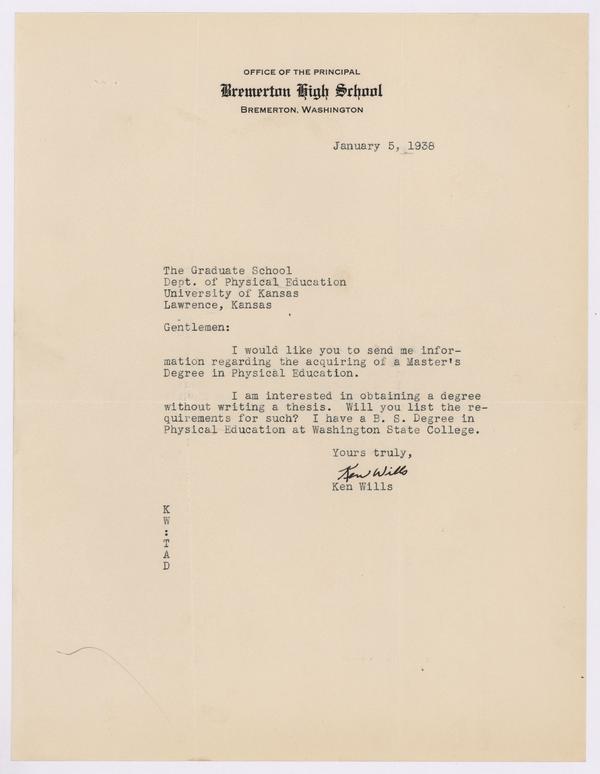 OFFICE OF THE PRINCIPAL
Bremerton High School
BREMERTON, WASHINGTON
January 5, 1938
The Graduate School
Dept. of Physical Education
University of Kansas
Lawrence, Kansas
Gentlemen:
I would like you to send me infor-
mation regarding the acquiring of a Master's
Degree in Physical Education.
I am interested in obtaining a degree
without writing a thesis. Will you list the re-
quirements for such? I have a B. S. Degree in
Physical Education at Washington State College.
Yours truly,
Ken Wills
Ken Wills
K
W
:
T
A
D